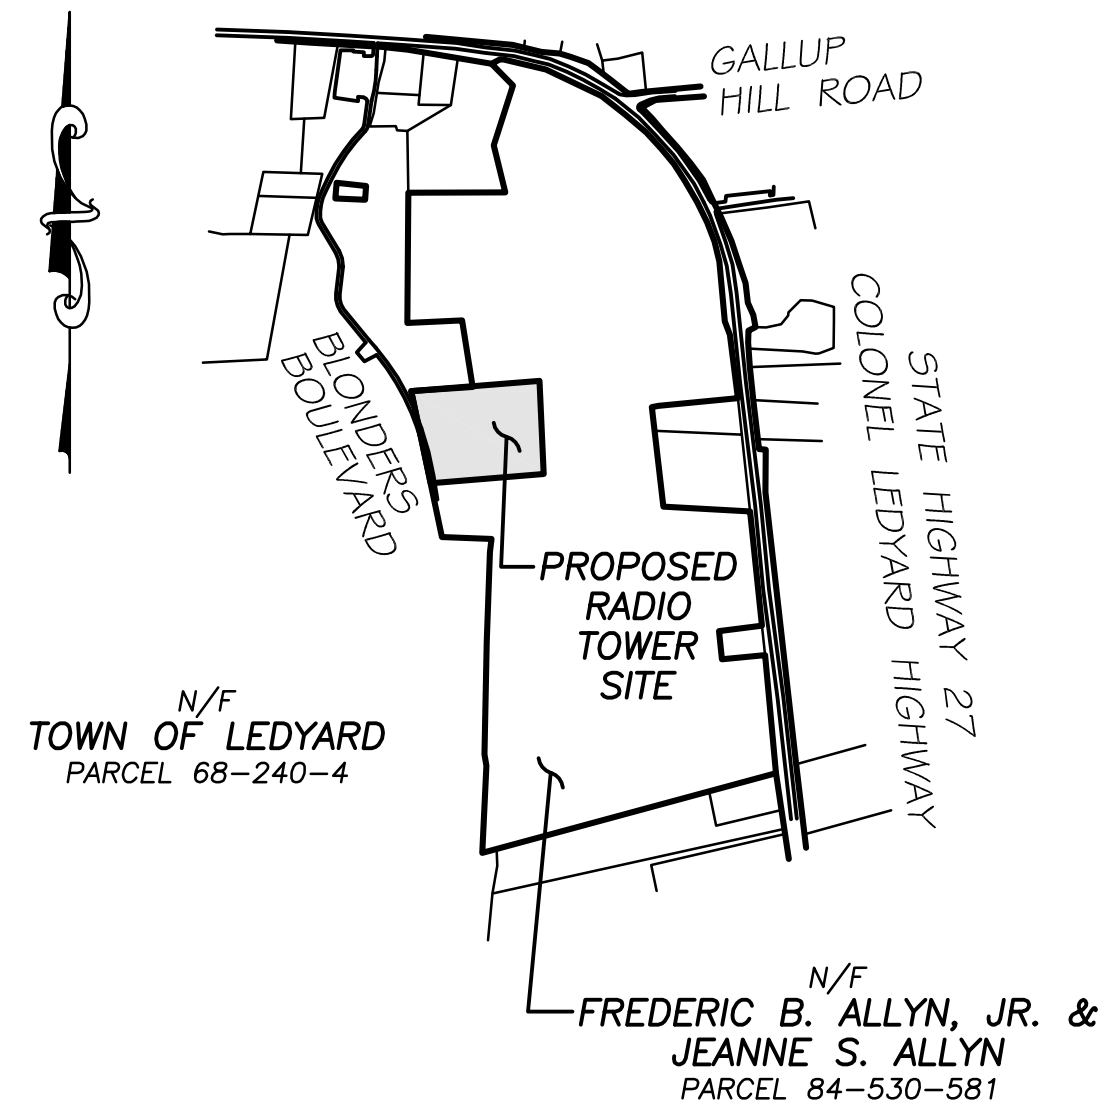 GALLUP
HILL ROAD
BLONDERS
BOULEVARD
STATE HIGHWAY 27
COLONEL LEDYARD HIGHWAY
PROPOSED
RADIO
TOWER
SITE
N/F
TOWN OF LEDYARD
PARCEL 68-240-4
N/F
FREDERIC B. ALLYN, JR. &
JEANNE S. ALLYN
PARCEL 84-530-581